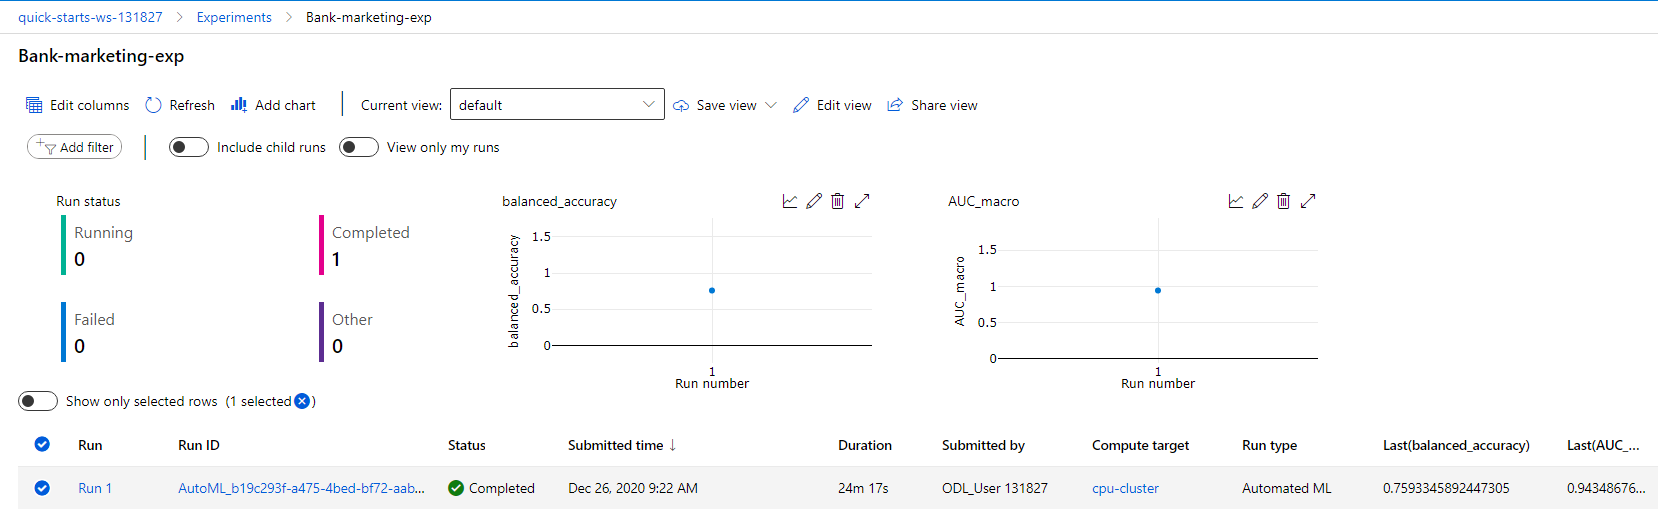 quick-starts-ws-131827 > Experiments > Bank-marketing-exp
Bank-marketing-exp
Edit columns Refresh Add chart Current view: default Save view Edit view Share view
Add filter Include child runs View only my runs
Run status
Running
0
Completed
1
Failed
0
Other
0
balanced_accuracy
balanced_accuracy
1.5
1
0.5
0
1
Run number
AUC_macro
AUC_macro
1.5
1
0.5
0
1
Run number
Show only selected rows (1 selected )
Run Run ID Status Submitted time ↓ Duration Submitted by Compute target Run type Last(balanced_accuracy) Last(AUC_...
Run 1 AutoML_b19c293f-a475-4bed-bf72-aab... Completed Dec 26, 2020 9:22 AM 24m 17s ODL_User 131827 cpu-cluster Automated ML 0.7593345892447305 0.94348676...